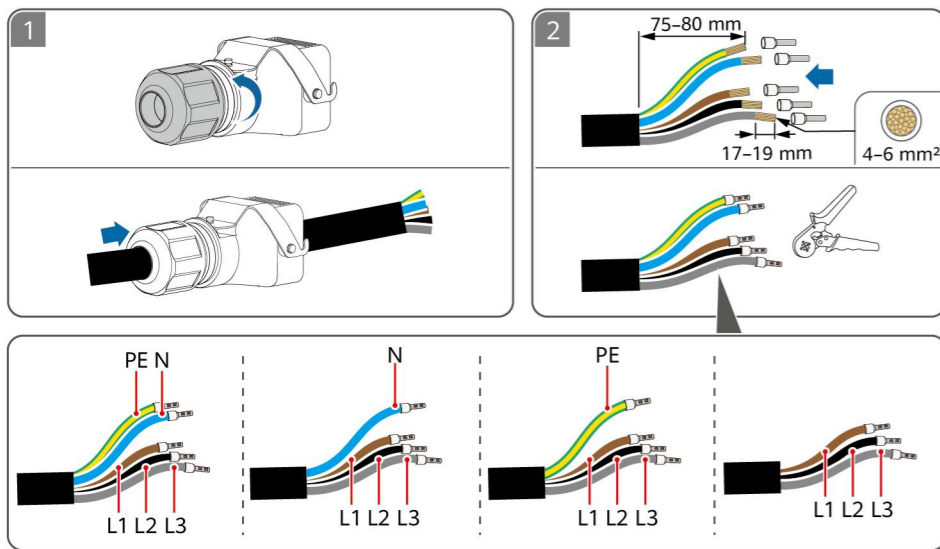 1
2
75–80 mm
17–19 mm
4–6 mm²
PE N
L1 L2 L3
N
L1 L2 L3
PE
L1 L2 L3
L1 L2 L3